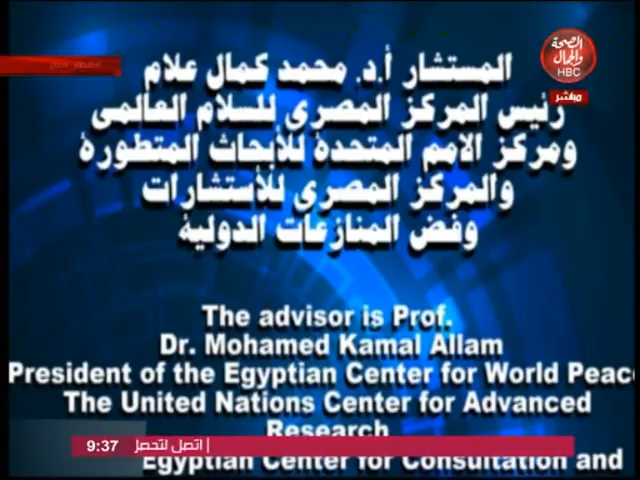 الصحة
والجمال
HBC
مباشر
المستشار أ.د. محمد كمال علام
رئيس المركز المصرى للسلام العالمى
ومركز الامم المتحدة للأبحاث المتطورة
والمركز المصرى للأستشارات
وفض المنازعات الدولية
The advisor is Prof.
Dr. Mohamed Kamal Allam
President of the Egyptian Center for World Peace
The United Nations Center for Advanced
Research
Egyptian Center for Consultation and
9:37 اتصل لتحصل |